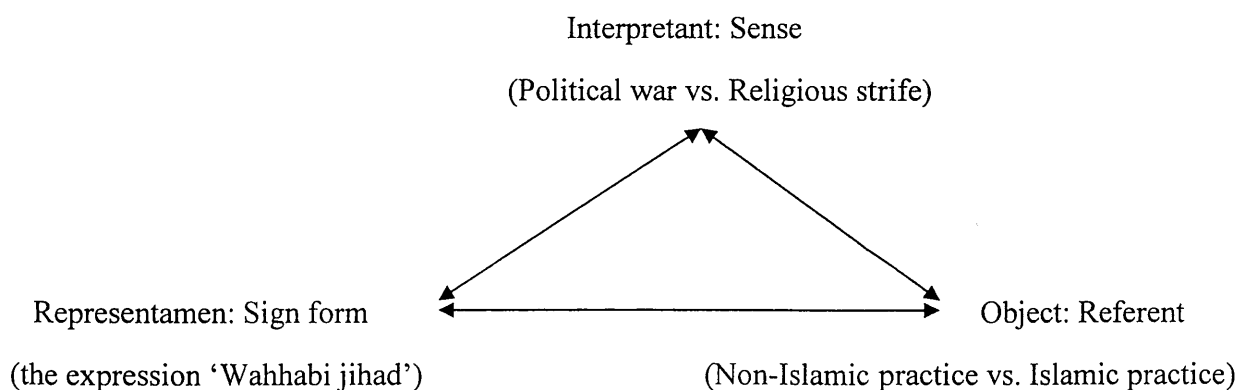 Interpretant: Sense
(Political war vs. Religious strife)
Representamen: Sign form
Object: Referent
(the expression ‘Wahhabi jihad’)
(Non-Islamic practice vs. Islamic practice)